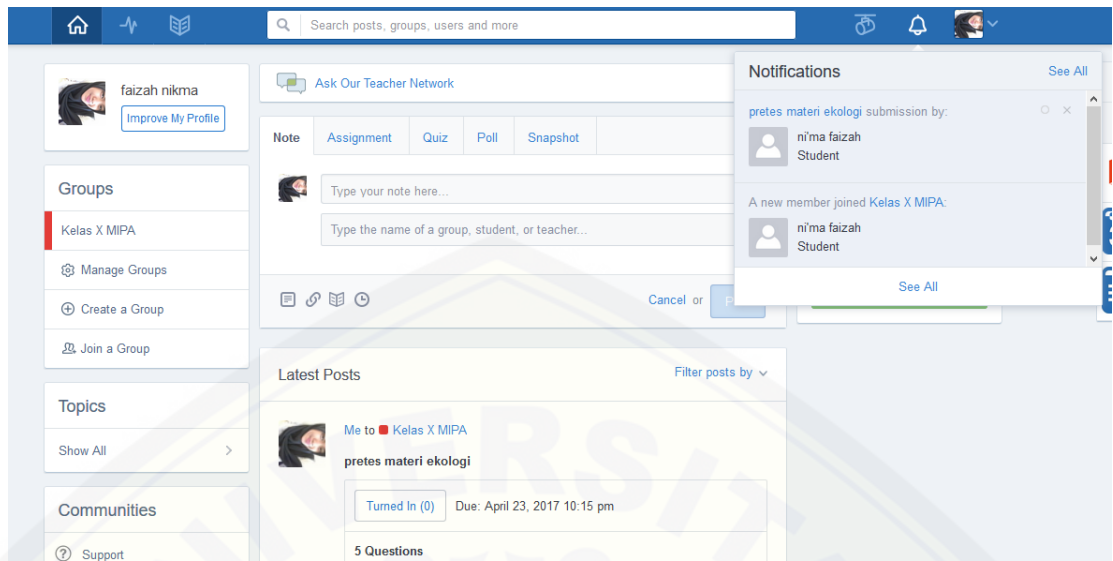 Search posts, groups, users and more
faizah nikma
Improve My Profile
Groups
Kelas X MIPA
Manage Groups
Create a Group
Join a Group
Topics
Show All
Communities
Support
Ask Our Teacher Network
Note Assignment Quiz Poll Snapshot
Type your note here...
Type the name of a group, student, or teacher...
Cancel or
Latest Posts
Filter posts by
Me to Kelas X MIPA
pretes materi ekologi
Turned In (0) Due: April 23, 2017 10:15 pm
5 Questions
Notifications See All
pretes materi ekologi submission by:
ni'ma faizah
Student
A new member joined Kelas X MIPA:
ni'ma faizah
Student
See All